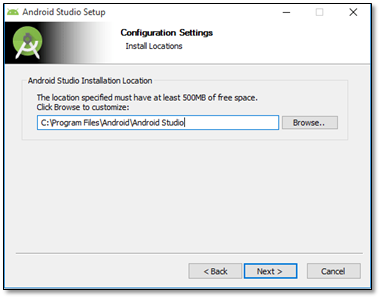 Android Studio Setup
Configuration Settings
Install Locations
Android Studio Installation Location
The location specified must have at least 500MB of free space.
Click Browse to customize:
C:\Program Files\Android\Android Studio
Browse..
< Back
Next >
Cancel